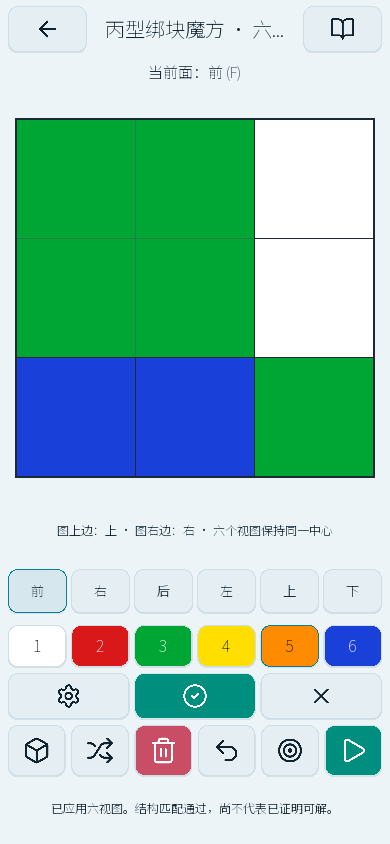 丙型绑块魔方 · 六...
当前面：前 (F)
图上边：上 · 图右边：右 · 六个视图保持同一中心
前 右 后 左 上 下
1 2 3 4 5 6
已应用六视图。结构匹配通过，尚不代表已证明可解。